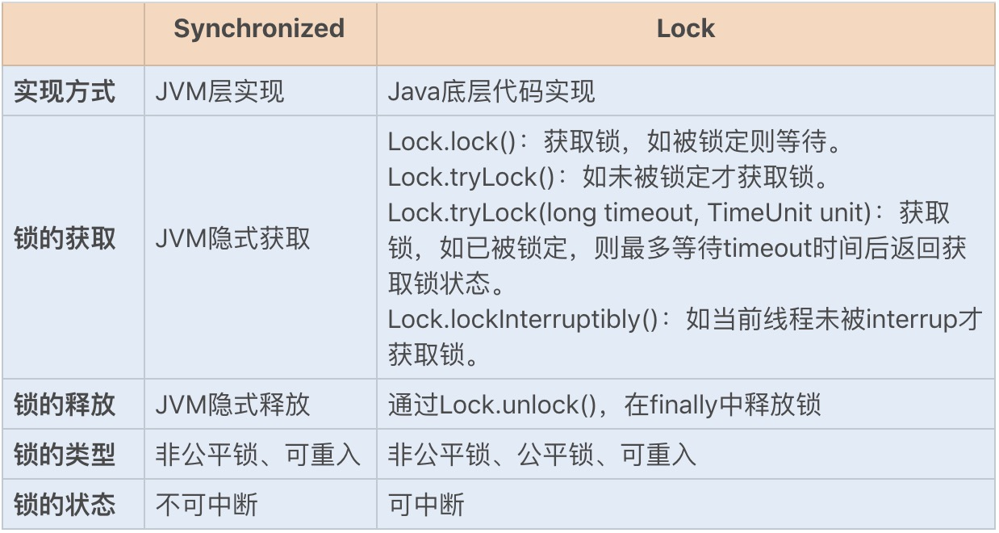 Synchronized Lock
实现方式 JVM层实现 Java底层代码实现
Lock.lock()：获取锁，如被锁定则等待。
Lock.tryLock()：如未被锁定才获取锁。
Lock.tryLock(long timeout, TimeUnit unit)：获取
锁的获取 JVM隐式获取 锁，如已被锁定，则最多等待timeout时间后返回获
取锁状态。
Lock.lockInterruptibly()：如当前线程未被interrup才
获取锁。
锁的释放 JVM隐式释放 通过Lock.unlock()，在finally中释放锁
锁的类型 非公平锁、可重入 非公平锁、公平锁、可重入
锁的状态 不可中断 可中断